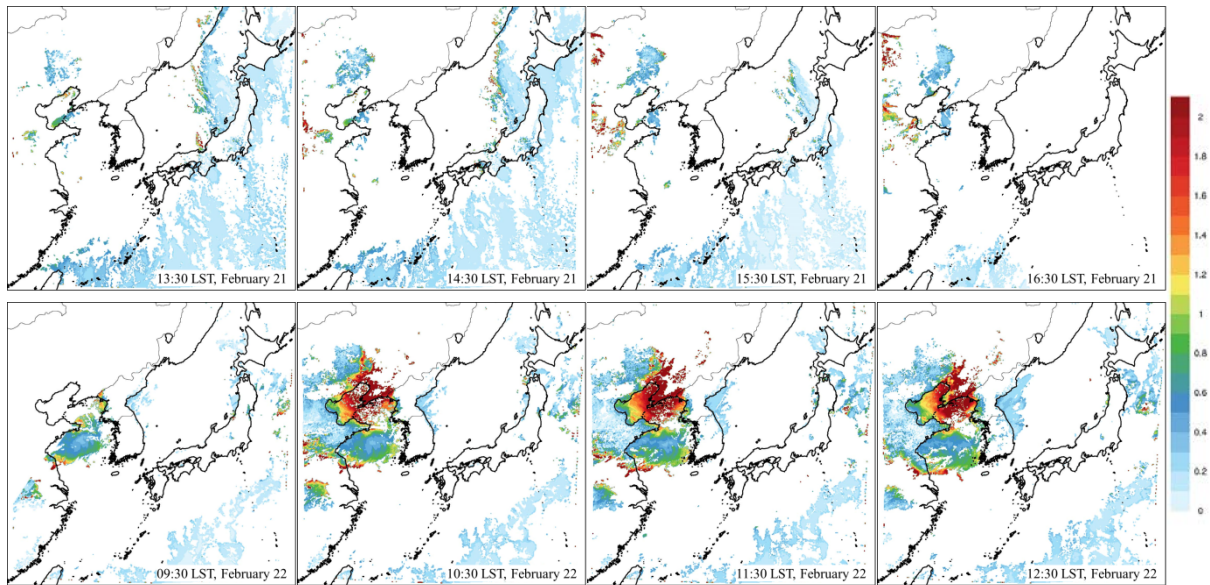 13:30 LST, February 21
14:30 LST, February 21
15:30 LST, February 21
16:30 LST, February 21
2
1.8
1.6
1.4
1.2
1
0.8
0.6
0.4
0.2
0
09:30 LST, February 22
10:30 LST, February 22
11:30 LST, February 22
12:30 LST, February 22